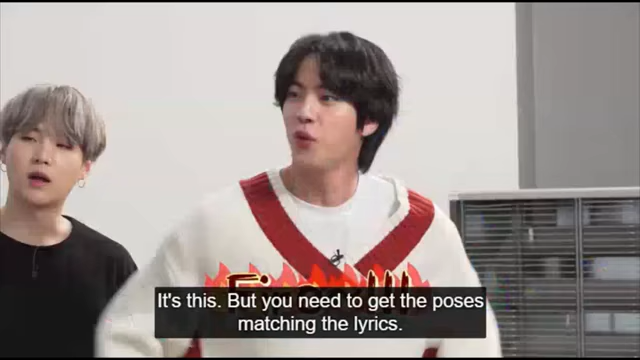 It's this. But you need to get the poses
matching the lyrics.